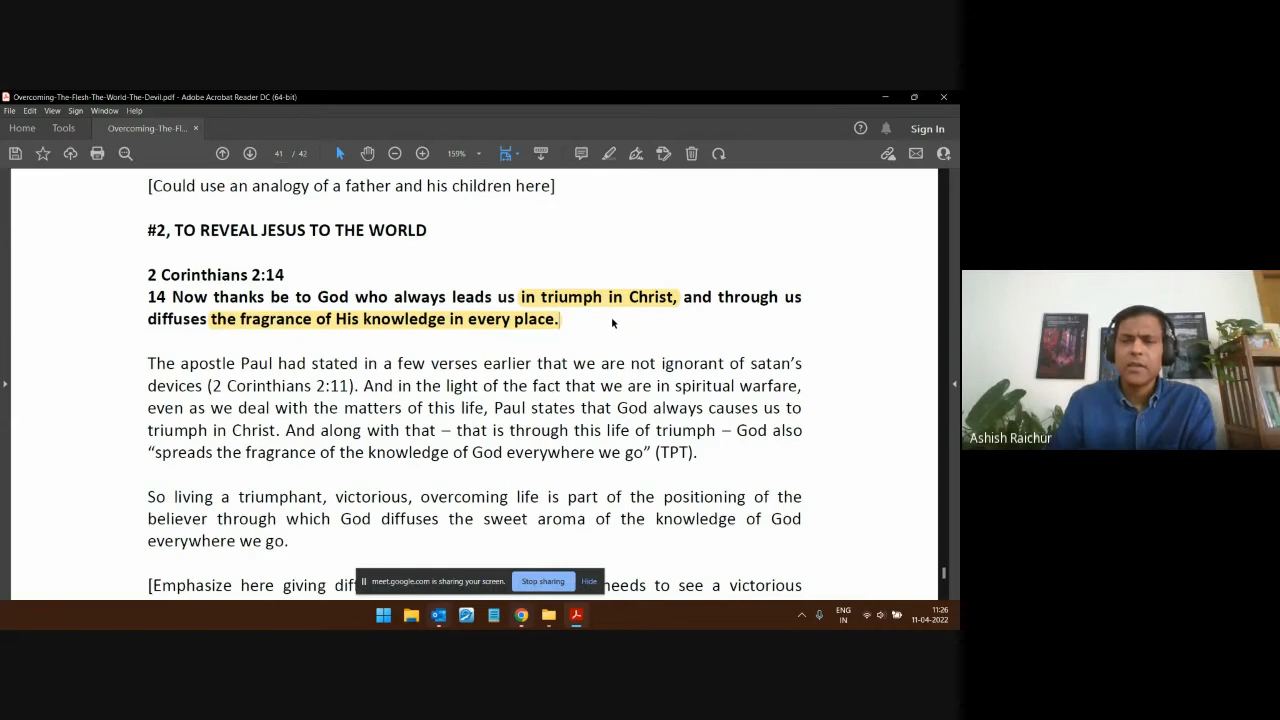 Overcoming-The-Flesh-The-World-The-Devil.pdf - Adobe Acrobat Reader DC (64-bit)
File Edit View Sign Window Help
Home Tools Overcoming-The-Fl... × Sign In
41 / 42 159%
[Could use an analogy of a father and his children here]
#2, TO REVEAL JESUS TO THE WORLD
2 Corinthians 2:14
14 Now thanks be to God who always leads us in triumph in Christ, and through us
diffuses the fragrance of His knowledge in every place.
The apostle Paul had stated in a few verses earlier that we are not ignorant of satan's
devices (2 Corinthians 2:11). And in the light of the fact that we are in spiritual warfare,
even as we deal with the matters of this life, Paul states that God always causes us to
triumph in Christ. And along with that – that is through this life of triumph – God also
“spreads the fragrance of the knowledge of God everywhere we go” (TPT).
So living a triumphant, victorious, overcoming life is part of the positioning of the
believer through which God diffuses the sweet aroma of the knowledge of God
everywhere we go.
[Emphasize here giving needs to see a victorious
meet.google.com is sharing your screen. Stop sharing Hide
ENG
IN
11:26
11-04-2022
Ashish Raichur